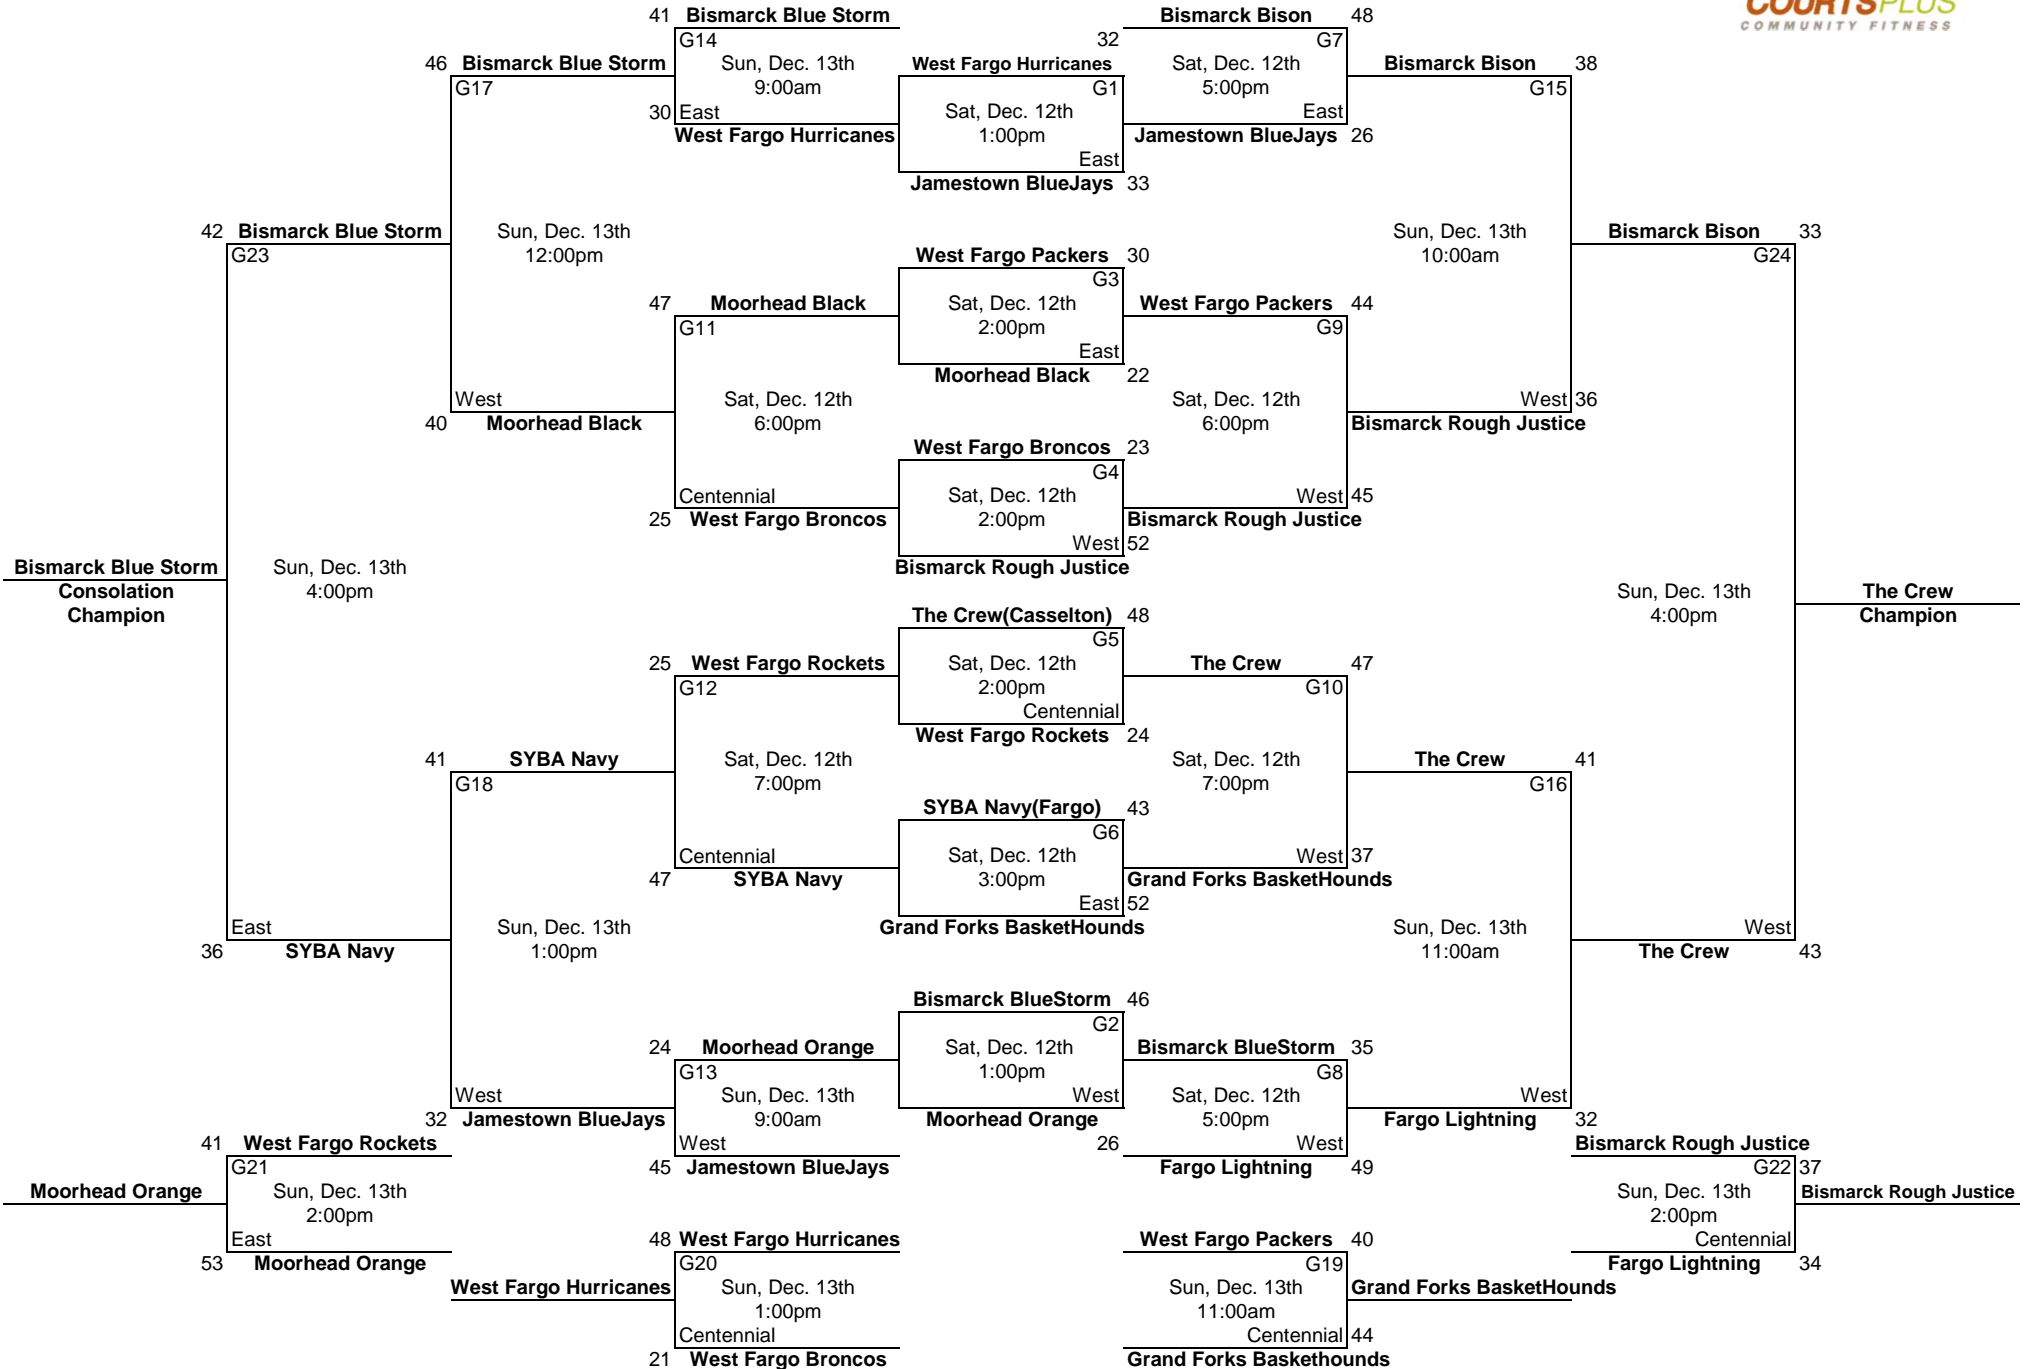 COURTSPLUS
COMMUNITY FITNESS
41 Bismarck Blue Storm
Bismarck Bison 48
G14
32
G7
46 Bismarck Blue Storm
Sun, Dec. 13th
West Fargo Hurricanes
Sat, Dec. 12th
Bismarck Bison 38
G17
9:00am
G1
5:00pm
G15
30 East
Sat, Dec. 12th
East
West Fargo Hurricanes
1:00pm
Jamestown BlueJays 26
East
Jamestown BlueJays 33
42 Bismarck Blue Storm
Sun, Dec. 13th
Sun, Dec. 13th
Bismarck Bison 33
G23
12:00pm
West Fargo Packers 30
10:00am
G24
G3
47 Moorhead Black
Sat, Dec. 12th
West Fargo Packers 44
G11
2:00pm
G9
East
Moorhead Black 22
West
Sat, Dec. 12th
Sat, Dec. 12th
West 36
40 Moorhead Black
6:00pm
6:00pm
Bismarck Rough Justice
West Fargo Broncos 23
G4
Centennial
Sat, Dec. 12th
West 45
25 West Fargo Broncos
2:00pm
Bismarck Rough Justice
West 52
Bismarck Blue Storm
Sun, Dec. 13th
Bismarck Rough Justice
Consolation
4:00pm
Sun, Dec. 13th
The Crew
Champion
The Crew(Casselton) 48
4:00pm
Champion
G5
25 West Fargo Rockets
Sat, Dec. 12th
The Crew 47
G12
2:00pm
G10
Centennial
West Fargo Rockets 24
41 SYBA Navy
Sat, Dec. 12th
Sat, Dec. 12th
The Crew 41
G18
7:00pm
7:00pm
G16
SYBA Navy(Fargo) 43
G6
Centennial
Sat, Dec. 12th
West 37
47 SYBA Navy
3:00pm
Grand Forks BasketHounds
East 52
East
Sun, Dec. 13th
Grand Forks BasketHounds
Sun, Dec. 13th
West
36 SYBA Navy
1:00pm
11:00am
The Crew 43
Bismarck BlueStorm 46
G2
24 Moorhead Orange
Sat, Dec. 12th
Bismarck BlueStorm 35
G13
1:00pm
G8
West
Sun, Dec. 13th
West
Sat, Dec. 12th
West
32 Jamestown BlueJays
9:00am
Moorhead Orange
5:00pm
Fargo Lightning 32
41 West Fargo Rockets
West
26
West
Bismarck Rough Justice
G21
45 Jamestown BlueJays
Fargo Lightning 49
G22 37
Moorhead Orange
Sun, Dec. 13th
Sun, Dec. 13th
Bismarck Rough Justice
2:00pm
2:00pm
East
48 West Fargo Hurricanes
West Fargo Packers 40
Centennial
53 Moorhead Orange
G20
G19
Fargo Lightning 34
West Fargo Hurricanes
Sun, Dec. 13th
Sun, Dec. 13th
Grand Forks BasketHounds
1:00pm
11:00am
Centennial
Centennial 44
21 West Fargo Broncos
Grand Forks Baskethounds